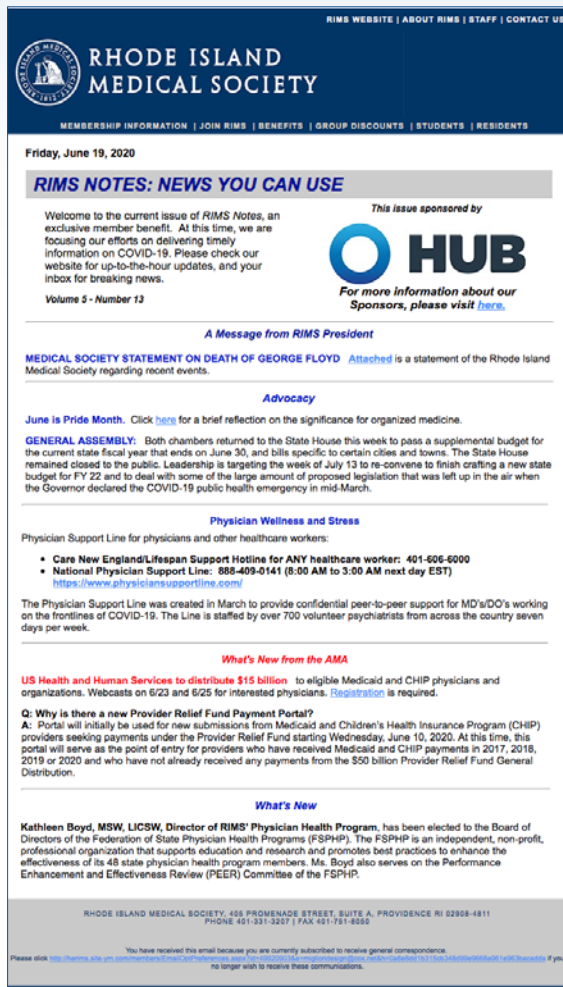 RIMS WEBSITE | ABOUT RIMS | STAFF | CONTACT US
RHODE ISLAND
MEDICAL SOCIETY
MEMBERSHIP INFORMATION | JOIN RIMS | BENEFITS | GROUP DISCOUNTS | STUDENTS | RESIDENTS
Friday, June 19, 2020
RIMS NOTES: NEWS YOU CAN USE
Welcome to the current issue of RIMS Notes, an
exclusive member benefit. At this time, we are
focusing our efforts on delivering timely
information on COVID-19. Please check our
website for up-to-the-hour updates, and your
inbox for breaking news.
Volume 5 - Number 13
This issue sponsored by
HUB
For more information about our
Sponsors, please visit here.
A Message from RIMS President
MEDICAL SOCIETY STATEMENT ON DEATH OF GEORGE FLOYD Attached is a statement of the Rhode Island
Medical Society regarding recent events.
Advocacy
June is Pride Month. Click here for a brief reflection on the significance for organized medicine.
GENERAL ASSEMBLY: Both chambers returned to the State House this week to pass a supplemental budget for
the current state fiscal year that ends on June 30, and bills specific to certain cities and towns. The State House
remained closed to the public. Leadership is targeting the week of July 13 to re-convene to finish crafting a new state
budget for FY 22 and to deal with some of the large amount of proposed legislation that was left up in the air when
the Governor declared the COVID-19 public health emergency in mid-March.
Physician Wellness and Stress
Physician Support Line for physicians and other healthcare workers:
• Care New England/Lifespan Support Hotline for ANY healthcare worker: 401-606-6000
• National Physician Support Line: 888-409-0141 (8:00 AM to 3:00 AM next day EST)
https://www.physiciansupportline.com/
The Physician Support Line was created in March to provide confidential peer-to-peer support for MD's/DO's working
on the frontlines of COVID-19. The Line is staffed by over 700 volunteer psychiatrists from across the country seven
days per week.
What's New from the AMA
US Health and Human Services to distribute $15 billion to eligible Medicaid and CHIP physicians and
organizations. Webcasts on 6/23 and 6/25 for interested physicians. Registration is required.
Q: Why is there a new Provider Relief Fund Payment Portal?
A: Portal will initially be used for new submissions from Medicaid and Children's Health Insurance Program (CHIP)
providers seeking payments under the Provider Relief Fund starting Wednesday, June 10, 2020. At this time, this
portal will serve as the point of entry for providers who have received Medicaid and CHIP payments in 2017, 2018,
2019 or 2020 and who have not already received any payments from the $50 billion Provider Relief Fund General
Distribution.
What's New
Kathleen Boyd, MSW, LICSW, Director of RIMS' Physician Health Program, has been elected to the Board of
Directors of the Federation of State Physician Health Programs (FSPHP). The FSPHP is an independent, non-profit,
professional organization that supports education and research and promotes best practices to enhance the
effectiveness of its 48 state physician health program members. Ms. Boyd also serves on the Performance
Enhancement and Effectiveness Review (PEER) Committee of the FSPHP.
RHODE ISLAND MEDICAL SOCIETY, 405 PROMENADE STREET, SUITE A, PROVIDENCE RI 02908-4811
PHONE 401-331-3207 | FAX 401-751-8050
You have received this email because you are currently subscribed to receive general correspondence.
Please click if you
no longer wish to receive these communications.